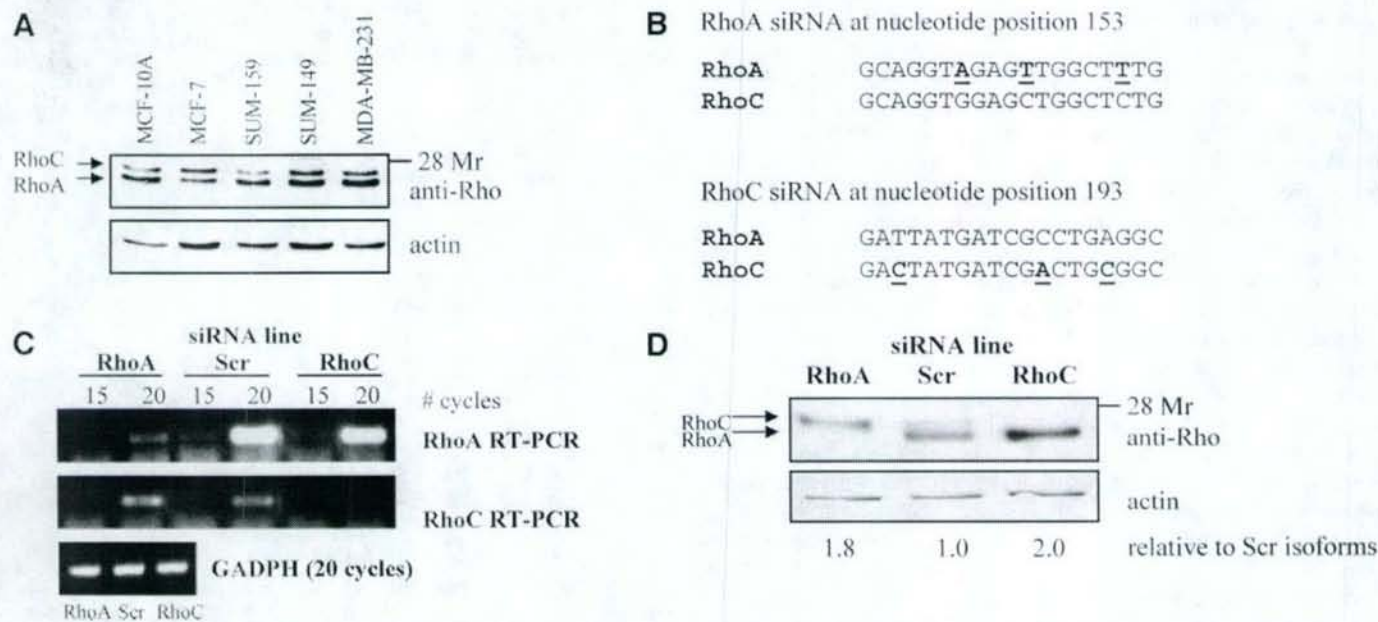 A
MCF-10A
MCF-7
SUM-159
SUM-149
MDA-MB-231
RhoC
RhoA
28 Mr
anti-Rho
actin
B
RhoA siRNA at nucleotide position 153
RhoA GCAGGTAGAGTTGGCTTTG
RhoC GCAGGTGGAGCTGGCTCTG
RhoC siRNA at nucleotide position 193
RhoA GATTATGATCGCCTGAGGC
RhoC GACTATGATCGACTGCGGC
C
siRNA line
RhoA Scr RhoC
15 20 15 20 15 20
# cycles
RhoA RT-PCR
RhoC RT-PCR
GADPH (20 cycles)
RhoA Scr RhoC
D
siRNA line
RhoA Scr RhoC
RhoC
RhoA
28 Mr
anti-Rho
actin
1.8 1.0 2.0 relative to Scr isoforms